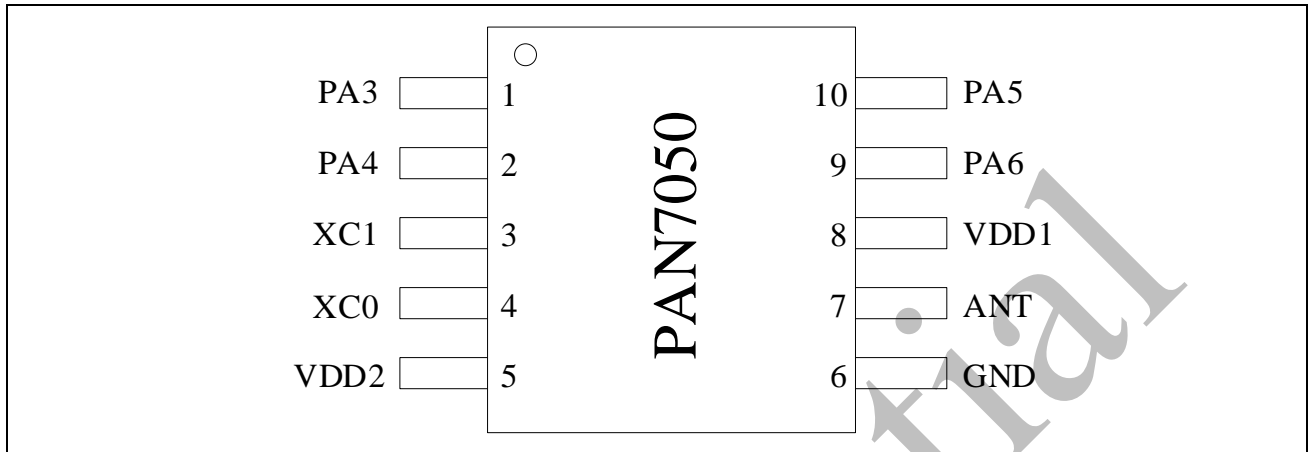 PA3 1 10 PA5
PA4 2 9 PA6
XC1 3 8 VDD1
XC0 4 7 ANT
VDD2 5 6 GND
PAN7050
tial